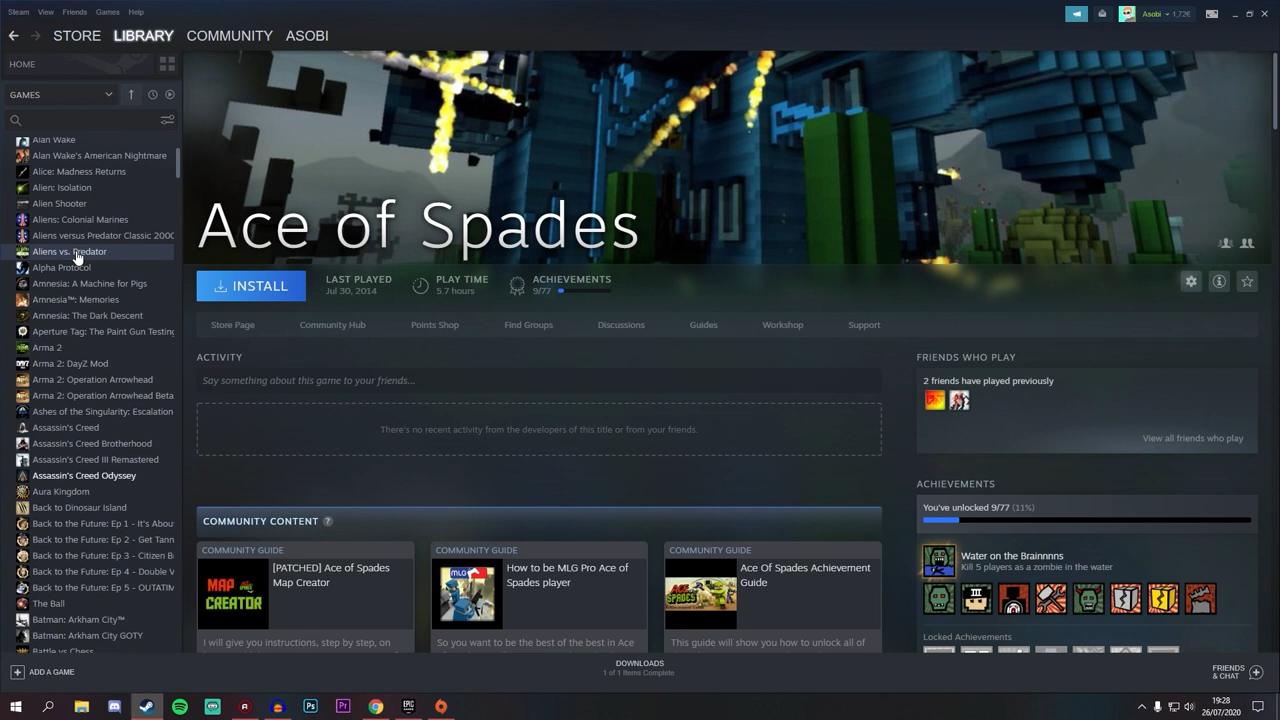 Steam View Friends Games Help
Asobi 1,72€
STORE LIBRARY COMMUNITY ASOBI
HOME
GAMES
Alan Wake
Alan Wake's American Nightmare
Alice: Madness Returns
Alien: Isolation
Alien Shooter
Aliens: Colonial Marines
Aliens versus Predator Classic 2000
Aliens vs. Predator
Alpha Protocol
Amnesia: A Machine for Pigs
Amnesia™: Memories
Amnesia: The Dark Descent
Aperture Tag: The Paint Gun Testing
Arma 2
Arma 2: DayZ Mod
Arma 2: Operation Arrowhead
Arma 2: Operation Arrowhead Beta
Ashes of the Singularity: Escalation
Assassin's Creed
Assassin's Creed Brotherhood
Assassin's Creed III Remastered
Assassin's Creed Odyssey
Aura Kingdom
Back to Dinosaur Island
Back to the Future: Ep 1 - It's Abou
Back to the Future: Ep 2 - Get Tann
Back to the Future: Ep 3 - Citizen B
Back to the Future: Ep 4 - Double V
Back to the Future: Ep 5 - OUTATIM
The Ball
Batman: Arkham City™
Batman: Arkham City GOTY
Battle vs Chess
ADD A GAME
Ace of Spades
INSTALL
LAST PLAYED
Jul 30, 2014
PLAY TIME
5.7 hours
ACHIEVEMENTS
9/77
Store Page Community Hub Points Shop Find Groups Discussions Guides Workshop Support
ACTIVITY
Say something about this game to your friends...
There's no recent activity from the developers of this title or from your friends.
COMMUNITY CONTENT ?
COMMUNITY GUIDE
MAP CREATOR
[PATCHED] Ace of Spades
Map Creator
I will give you instructions, step by step, on
COMMUNITY GUIDE
MLG
How to be MLG Pro Ace of
Spades player
So you want to be the best of the best in Ace
COMMUNITY GUIDE
ACE OF SPADES
Ace Of Spades Achievement
Guide
This guide will show you how to unlock all of
FRIENDS WHO PLAY
2 friends have played previously
View all friends who play
ACHIEVEMENTS
You've unlocked 9/77 (11%)
Water on the Brainnnns
Kill 5 players as a zombie in the water
Locked Achievements
DOWNLOADS
1 of 1 Items Complete
FRIENDS
& CHAT
Ps Pr EPIC
19:28
26/07/2020